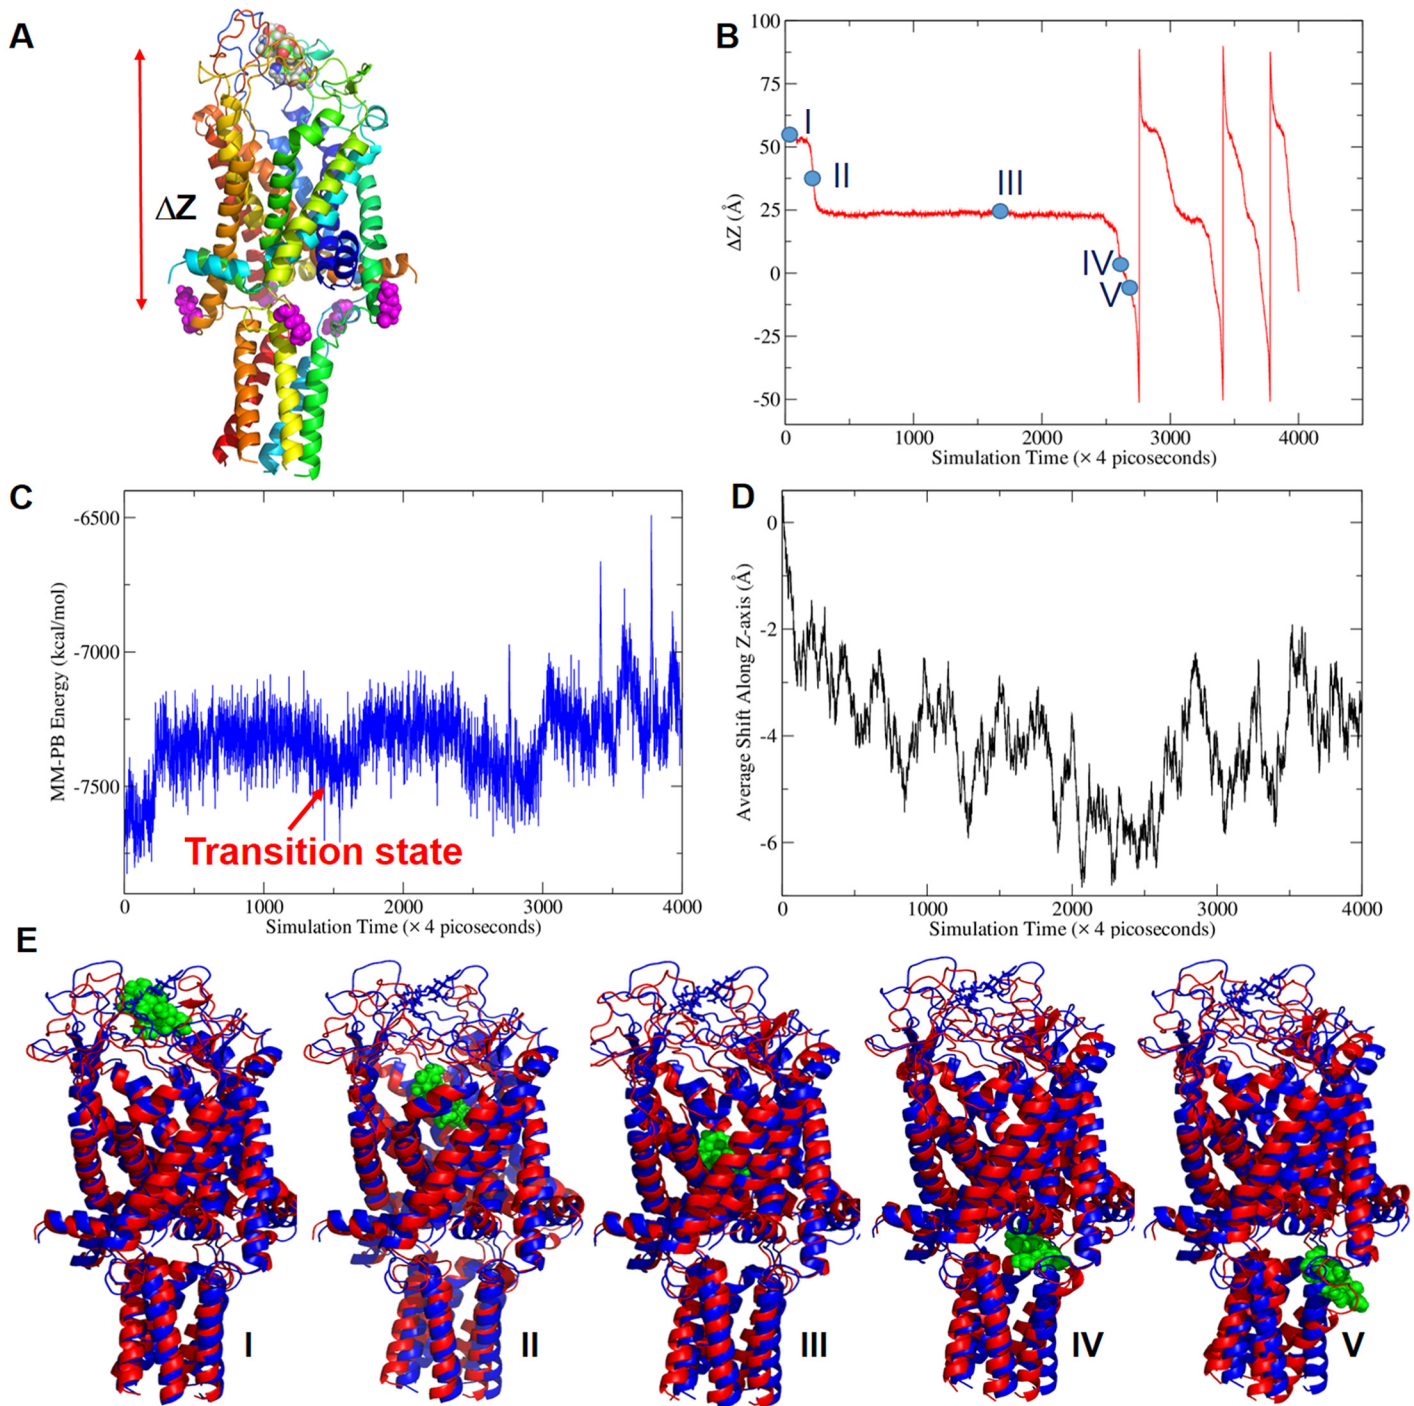 A
ΔZ
B
100
75
50
25
0
-25
-50
ΔZ (Å)
I
II
III
IV
V
0 1000 2000 3000 4000
Simulation Time (× 4 picoseconds)
C
-6500
-7000
-7500
MM-PB Energy (kcal/mol)
Transition state
0 1000 2000 3000 4000
Simulation Time (× 4 picoseconds)
D
0
-2
-4
-6
Average Shift Along Z-axis (Å)
0 1000 2000 3000 4000
Simulation Time (× 4 picoseconds)
E
I II III IV V